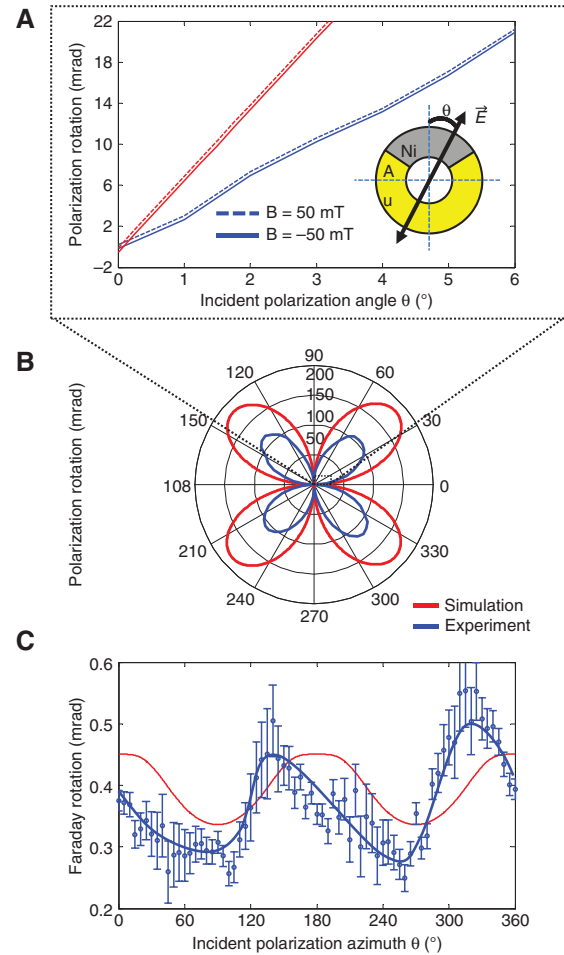 A
Polarization rotation (mrad)
22
18
14
10
6
2
−2
0 1 2 3 4 5 6
Incident polarization angle θ (°)
B = 50 mT
B = −50 mT
θ
E
Ni
A
u
B
Polarization rotation (mrad)
90
120 60
200
150
100
50
150 30
108 0
210 330
240 300
270
Simulation
Experiment
C
Faraday rotation (mrad)
0.6
0.5
0.4
0.3
0.2
0 60 120 180 240 300 360
Incident polarization azimuth θ (°)